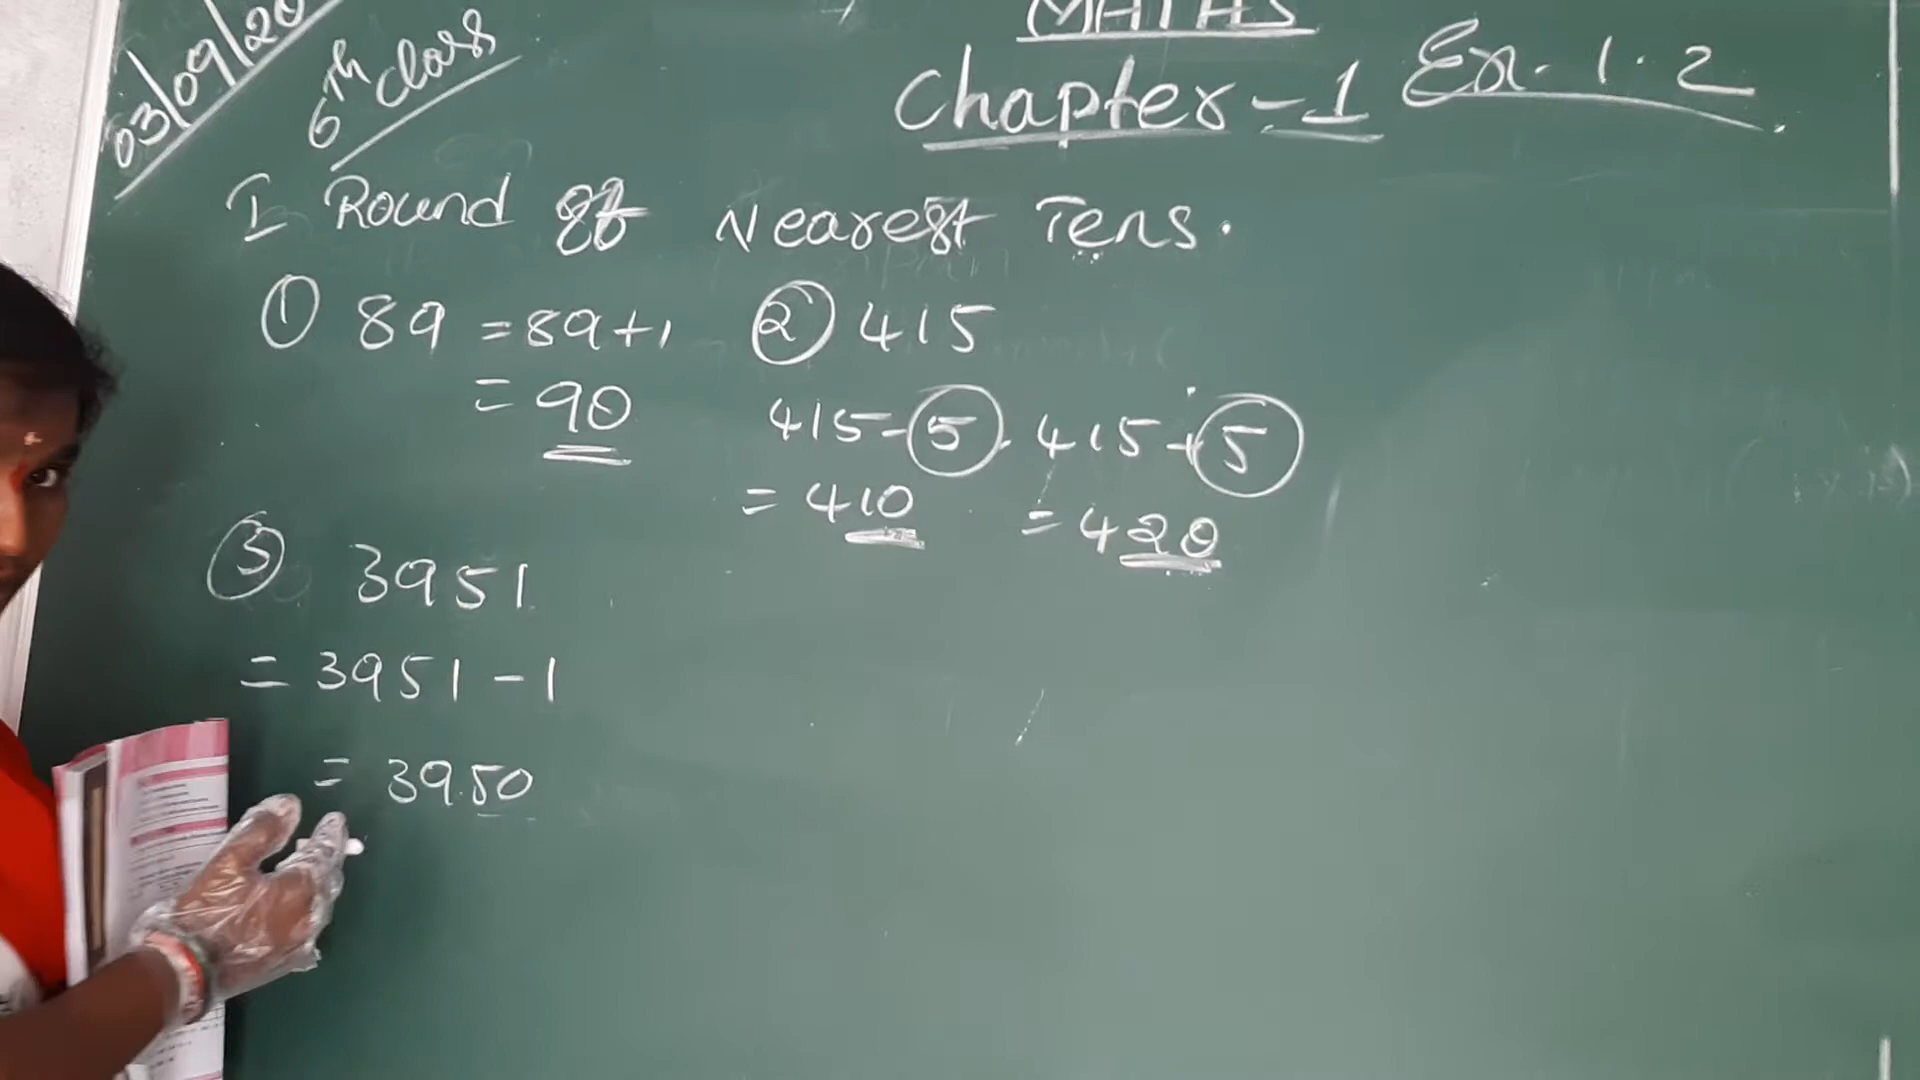 03/09/20
6th class
MATHS
Chapter-1 Ex. 1.2
I Round of Nearest Tens.
① 89 = 89+1
= 90
② 415
415-5 415+5
= 410 = 420
③ 3951
= 3951-1
= 3950